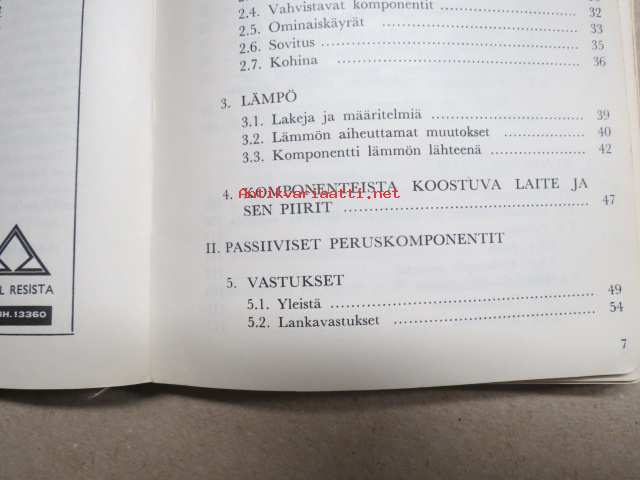 L RESISTA
UH. 13360
2.4. Vahvistavat komponentit 32
2.5. Ominaiskäyrät 33
2.6. Sovitus 35
2.7. Kohina 36
3. LÄMPÖ
3.1. Lakeja ja määritelmiä 39
3.2. Lämmön aiheuttamat muutokset 40
3.3. Komponentti lämmön lähteenä 42
4. KOMPONENTEISTA KOOSTUVA LAITE JA
SEN PIIRIT 47
Antikvariaatti.net
II. PASSIIVISET PERUSKOMPONENTIT
5. VASTUKSET
5.1. Yleistä 49
5.2. Lankavastukset 54
7